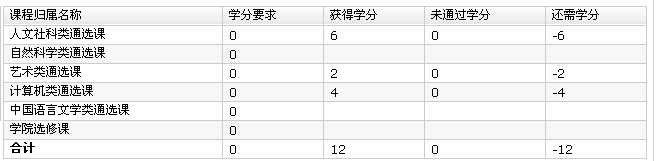 课程归属名称 学分要求 获得学分 未通过学分 还需学分
人文社科类通选课 0 6 0 -6
自然科学类通选课 0
艺术类通选课 0 2 0 -2
计算机类通选课 0 4 0 -4
中国语言文学类通选课 0
学院选修课 0
合计 0 12 0 -12